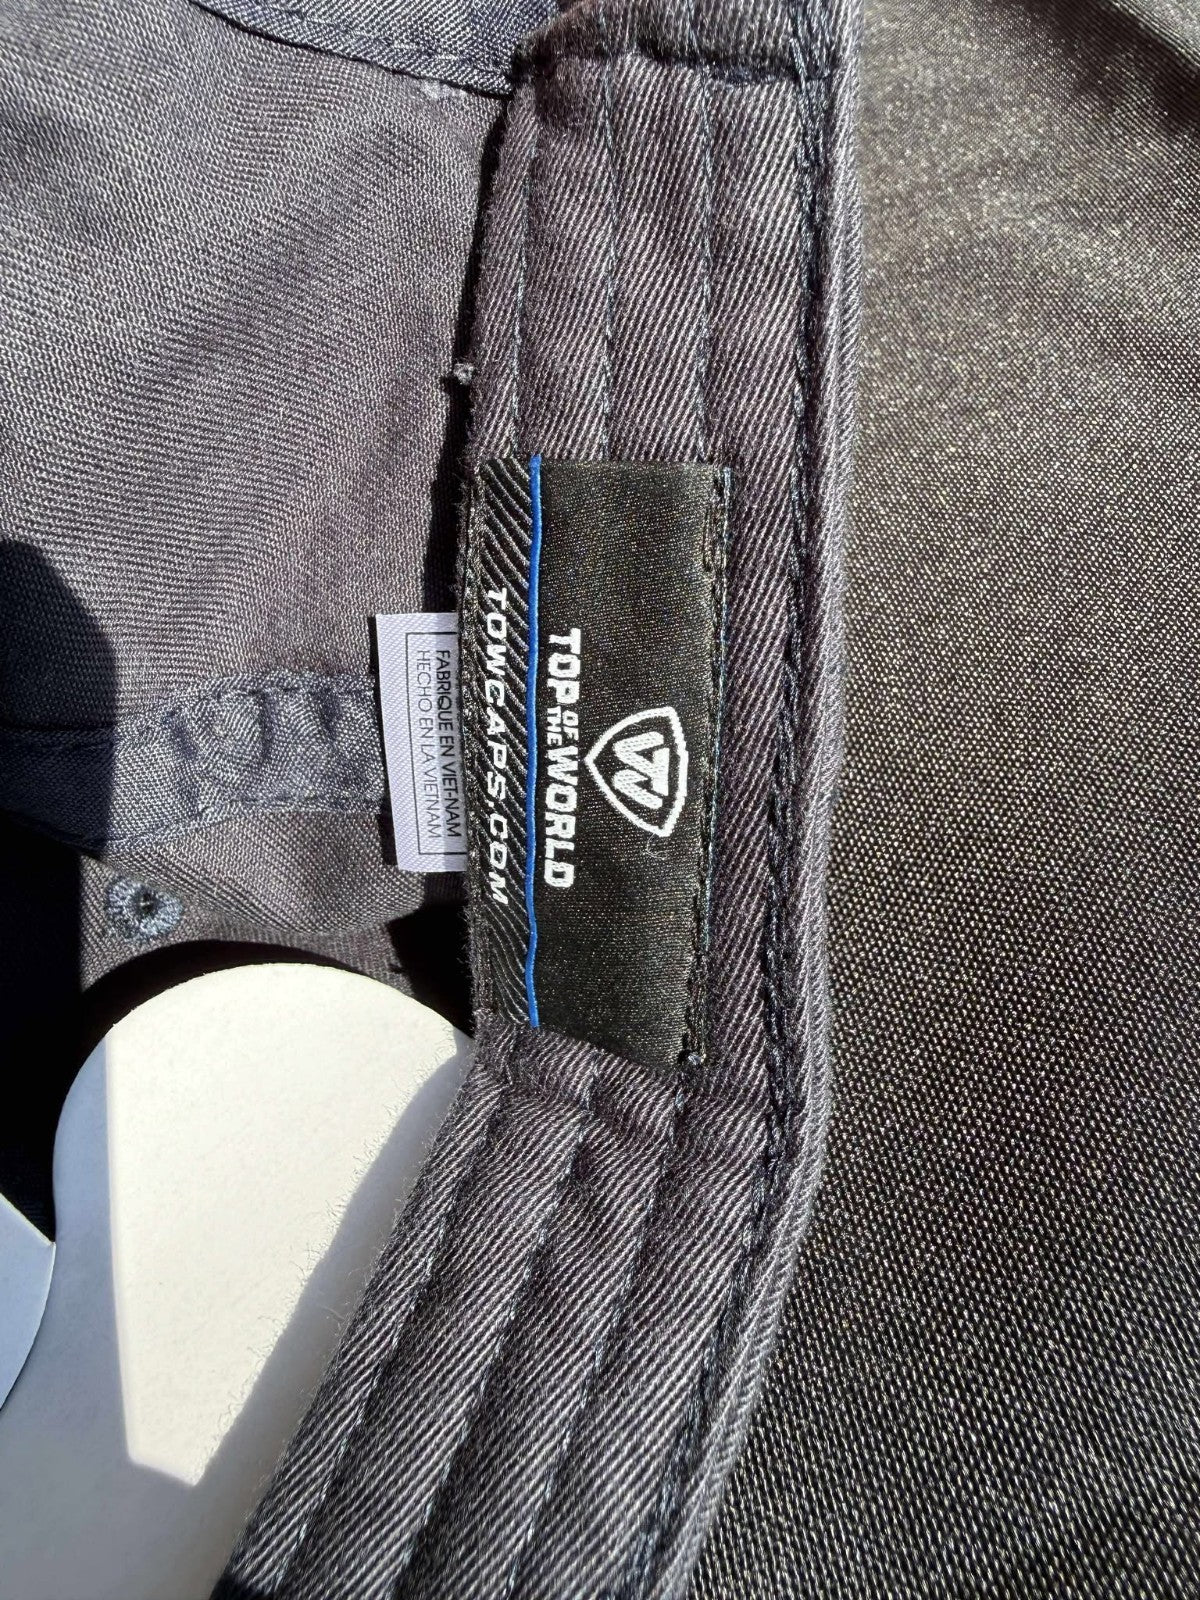 TOP OF THE WORLD
TOWCAPS.COM
FABRIQUE EN VIET-NAM
HECHO EN LA VIETNAM